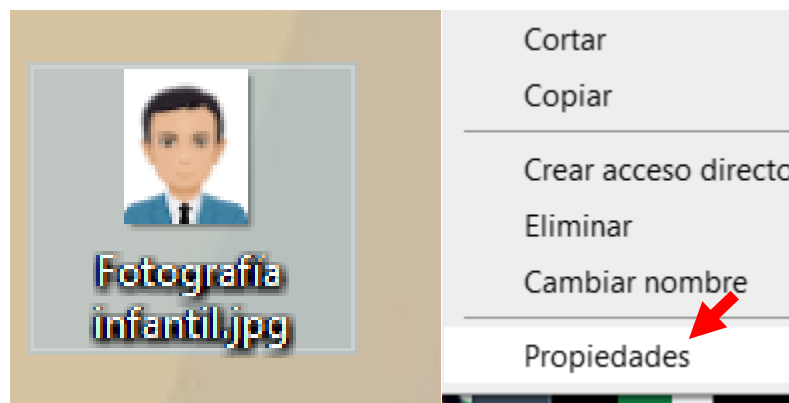 Fotografía
infantil.jpg
Cortar
Copiar
Crear acceso directo
Eliminar
Cambiar nombre
Propiedades